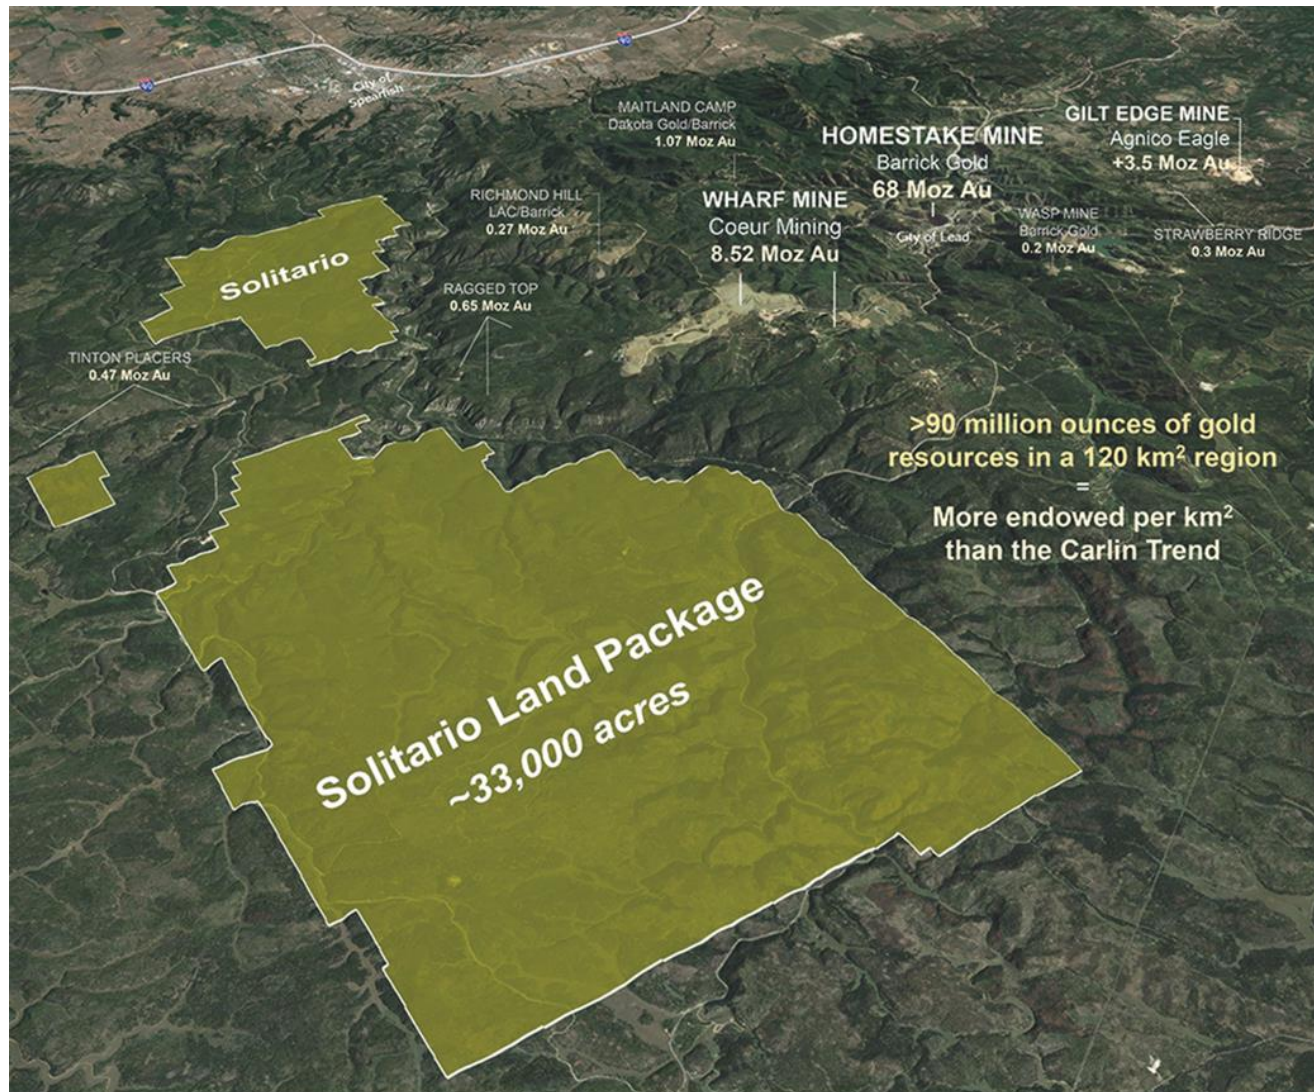 90
City of
Spearfish
90
MAITLAND CAMP
Dakota Gold/Barrick
1.07 Moz Au
HOMESTAKE MINE
Barrick Gold
68 Moz Au
GILT EDGE MINE
Agnico Eagle
+3.5 Moz Au
RICHMOND HILL
LAC/Barrick
0.27 Moz Au
WHARF MINE
Coeur Mining
8.52 Moz Au
City of Lead
WASP MINE
Barrick Gold
0.2 Moz Au
STRAWBERRY RIDGE
0.3 Moz Au
Solitario
RAGGED TOP
0.65 Moz Au
TINTON PLACERS
0.47 Moz Au
>90 million ounces of gold
resources in a 120 km² region
=
More endowed per km²
than the Carlin Trend
Solitario Land Package
~33,000 acres